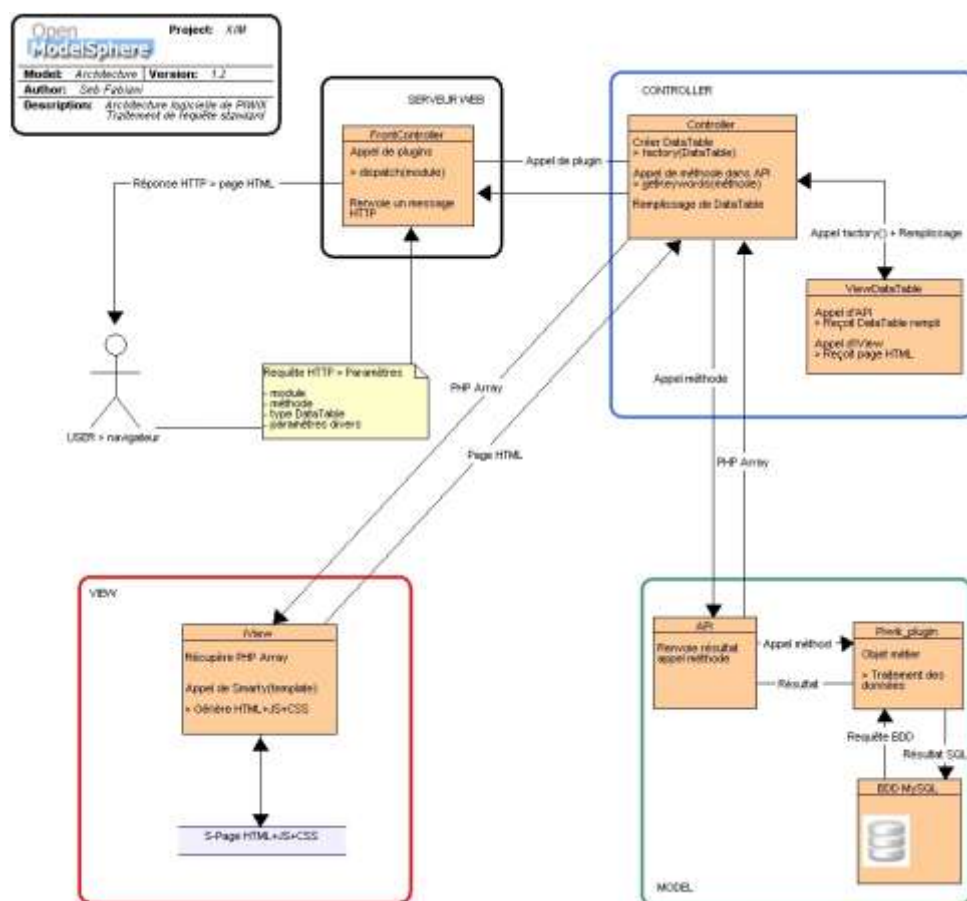 Open
ModelSphere
Project: XIM
Model: Architecture Version: 1.2
Author: Seb Fabiani
Description: Architecture logicielle de PIWIK
Traitement de requête standard
SERVEUR WEB
FrontController
Appel de plugins
> dispatch(module)
Renvoie un message
HTTP
Appel de plugin
Réponse HTTP > page HTML
CONTROLLER
Controller
Créer DataTable
> factory(DataTable)
Appel de méthode dans API
> getKeywords(méthode)
Remplissage de DataTable
Appel factory() + Remplissage
ViewDataTable
Appel d'API
> Reçoit DataTable rempli
Appel d'iView
> Reçoit page HTML
USER > navigateur
Requête HTTP > Paramètres
- module
- méthode
- type DataTable
- paramètres divers
PHP Array
Page HTML
Appel méthode
PHP Array
VIEW
iView
Récupère PHP Array
Appel de Smarty(template)
> Génère HTML+JS+CSS
S-Page HTML+JS+CSS
API
Renvoie résultat
appel méthode
Appel méthod
Résultat
Piwik_plugin
Objet métier
> Traitement des
données
Requête BDD
Résultat SQL
BDD MySQL
MODEL